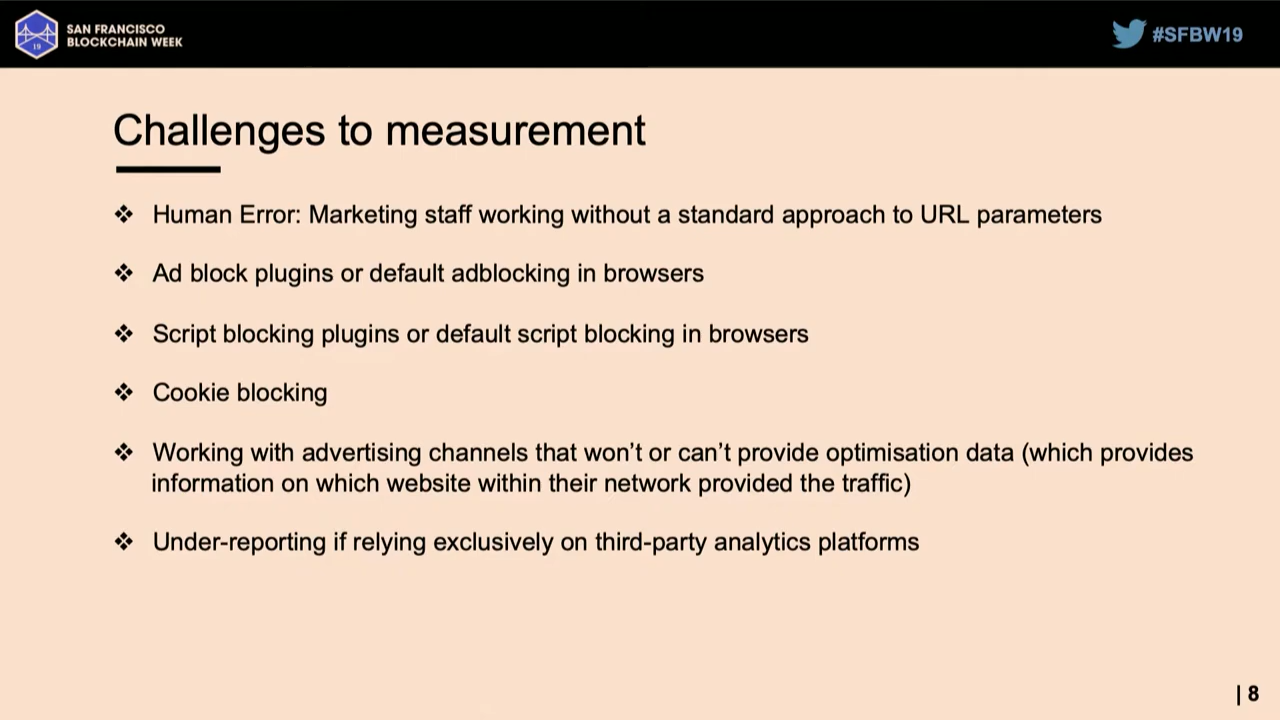 SAN FRANCISCO
BLOCKCHAIN WEEK
19
#SFBW19
Challenges to measurement
❖ Human Error: Marketing staff working without a standard approach to URL parameters
❖ Ad block plugins or default adblocking in browsers
❖ Script blocking plugins or default script blocking in browsers
❖ Cookie blocking
❖ Working with advertising channels that won’t or can’t provide optimisation data (which provides
information on which website within their network provided the traffic)
❖ Under-reporting if relying exclusively on third-party analytics platforms
| 8